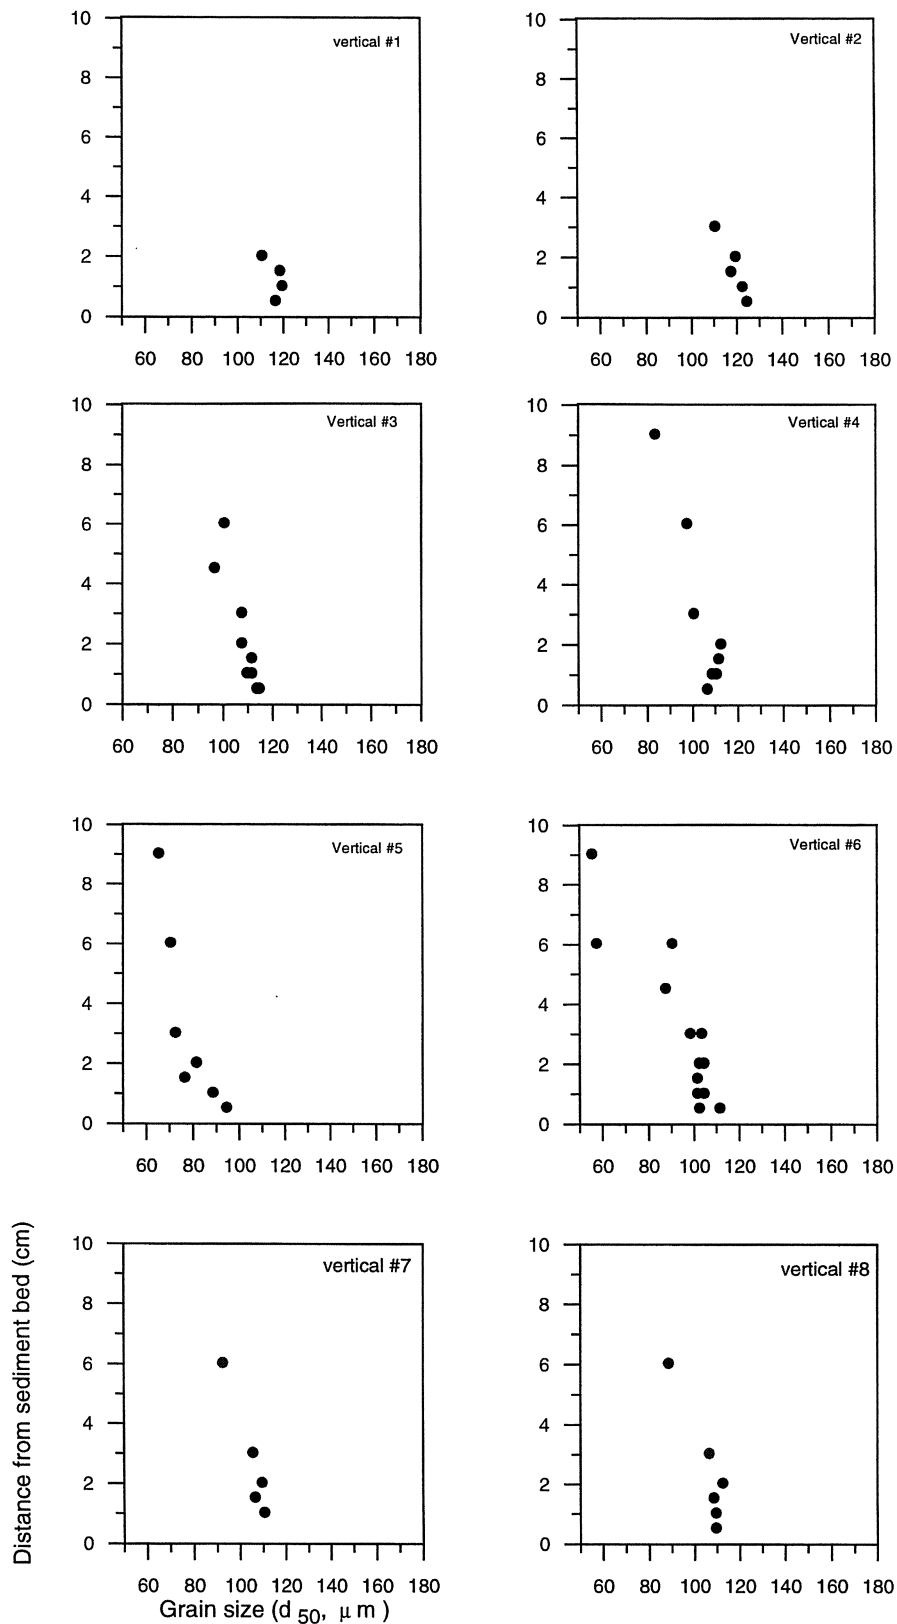 10
vertical #1
8
6
4
2
0
60 80 100 120 140 160 180
10
Vertical #2
8
6
4
2
0
60 80 100 120 140 160 180
10
Vertical #3
8
6
4
2
0
60 80 100 120 140 160 180
10
Vertical #4
8
6
4
2
0
60 80 100 120 140 160 180
10
Vertical #5
8
6
4
2
0
60 80 100 120 140 160 180
10
Vertical #6
8
6
4
2
0
60 80 100 120 140 160 180
Distance from sediment bed (cm)
10
vertical #7
8
6
4
2
0
60 80 100 120 140 160 180
Grain size (d 50, μ m )
10
vertical #8
8
6
4
2
0
60 80 100 120 140 160 180